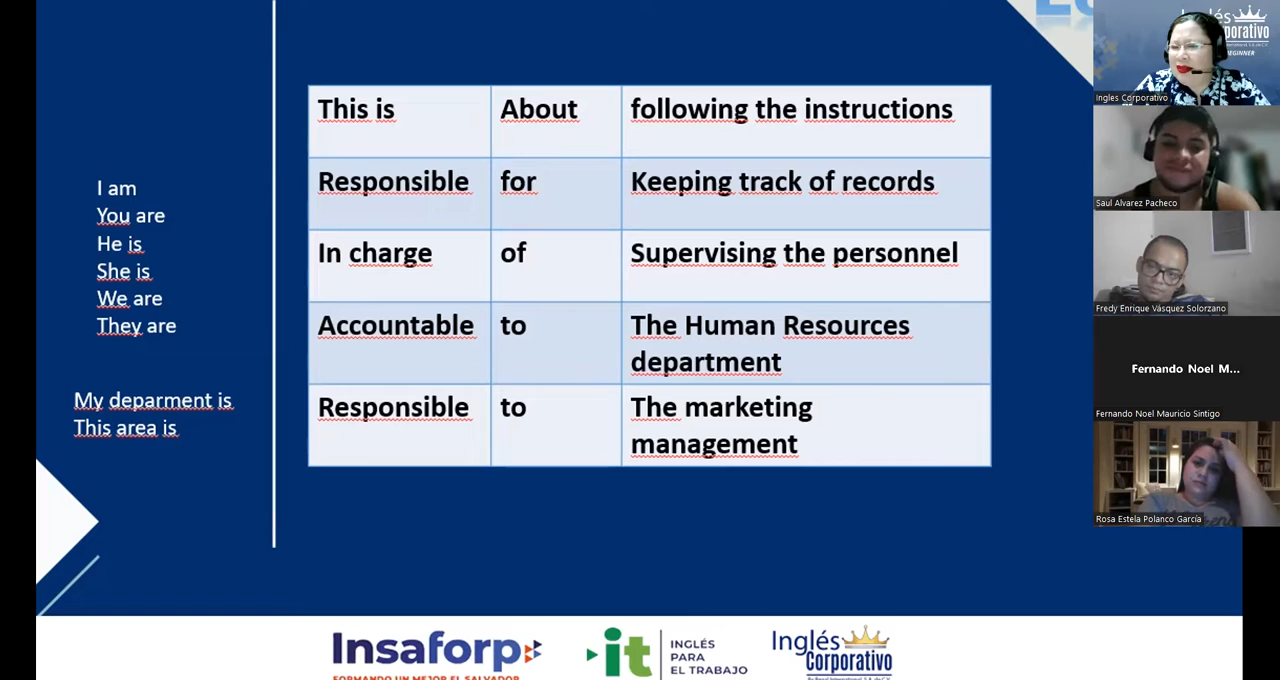 I am
You are
He is
She is
We are
They are
My deparment is
This area is
This is About following the instructions
Responsible for Keeping track of records
In charge of Supervising the personnel
Accountable to The Human Resources
department
Responsible to The marketing
management
Inglés
BEGINNER
Ingles Corporativo
Saul Alvarez Pacheco
Fredy Enrique Vásquez Solorzano
Fernando Noel M...
Fernando Noel Mauricio Sintigo
Rosa Estela Polanco García
Insaforp
FORMANDO UN MEJOR EL SALVADOR
it
INGLÉS
PARA
EL TRABAJO
Inglés
Corporativo